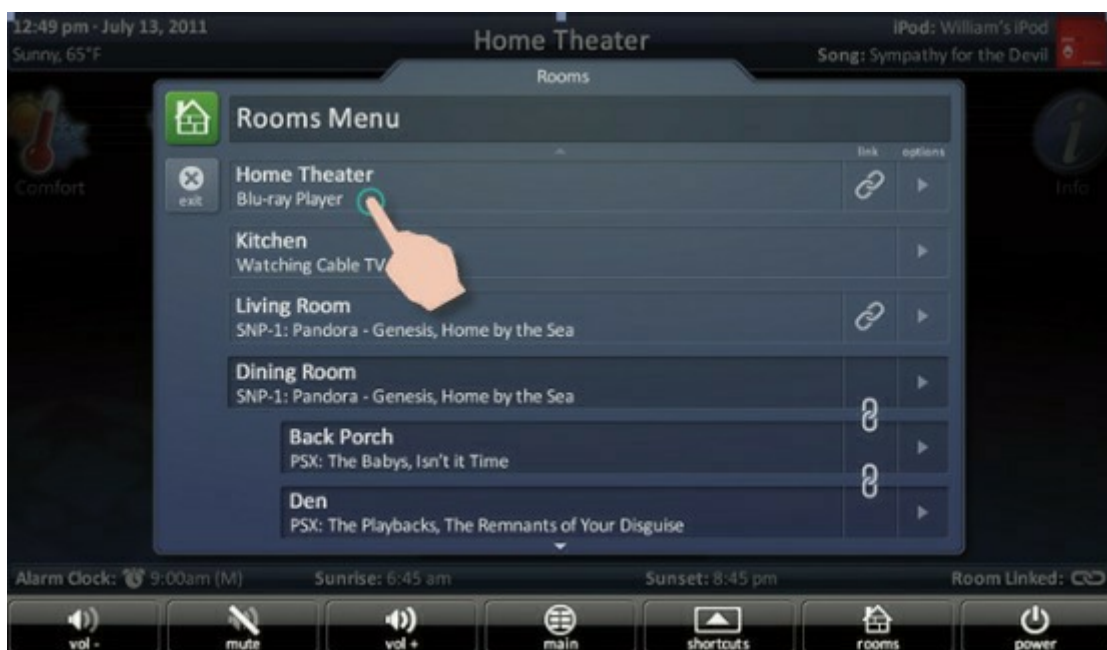 12:49 pm - July 13, 2011
Sunny, 65°F
Home Theater
iPod: William's iPod
Song: Sympathy for the Devil
Rooms
Rooms Menu
link options
Comfort
exit
Home Theater
Blu-ray Player
Info
Kitchen
Watching Cable TV
Living Room
SNP-1: Pandora - Genesis, Home by the Sea
Dining Room
SNP-1: Pandora - Genesis, Home by the Sea
Back Porch
PSX: The Babys, Isn't it Time
Den
PSX: The Playbacks, The Remnants of Your Disguise
Alarm Clock: 9:00am (M) Sunrise: 6:45 am Sunset: 8:45 pm Room Linked:
vol - mute vol + main shortcuts rooms power